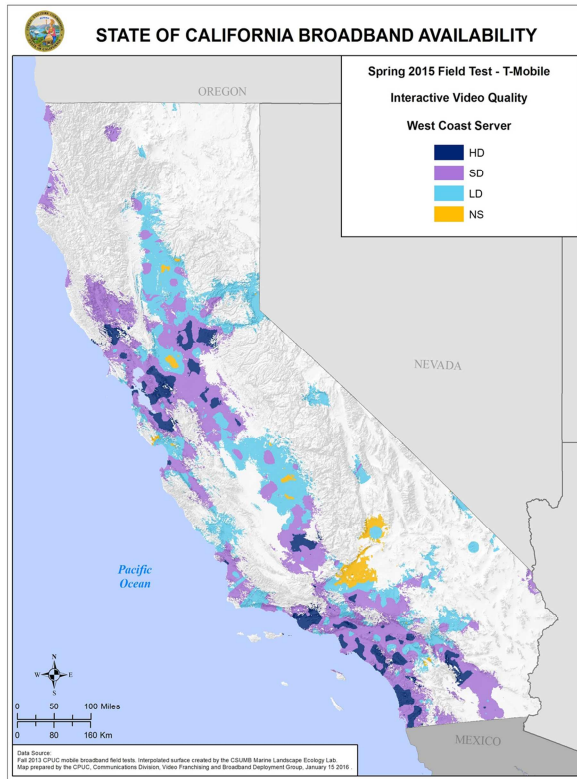 STATE OF CALIFORNIA BROADBAND AVAILABILITY
OREGON
Spring 2015 Field Test - T-Mobile
Interactive Video Quality
West Coast Server
HD
SD
LD
NS
NEVADA
Pacific
Ocean
N
W E
S
0 50 100 Miles
0 80 160 Km
MEXICO
Data Source:
Fall 2013 CPUC mobile broadband field tests. Interpolated surface created by the CSUMB Marine Landscape Ecology Lab.
Map prepared by the CPUC, Communications Division, Video Franchising and Broadband Deployment Group, January 15 2016 .